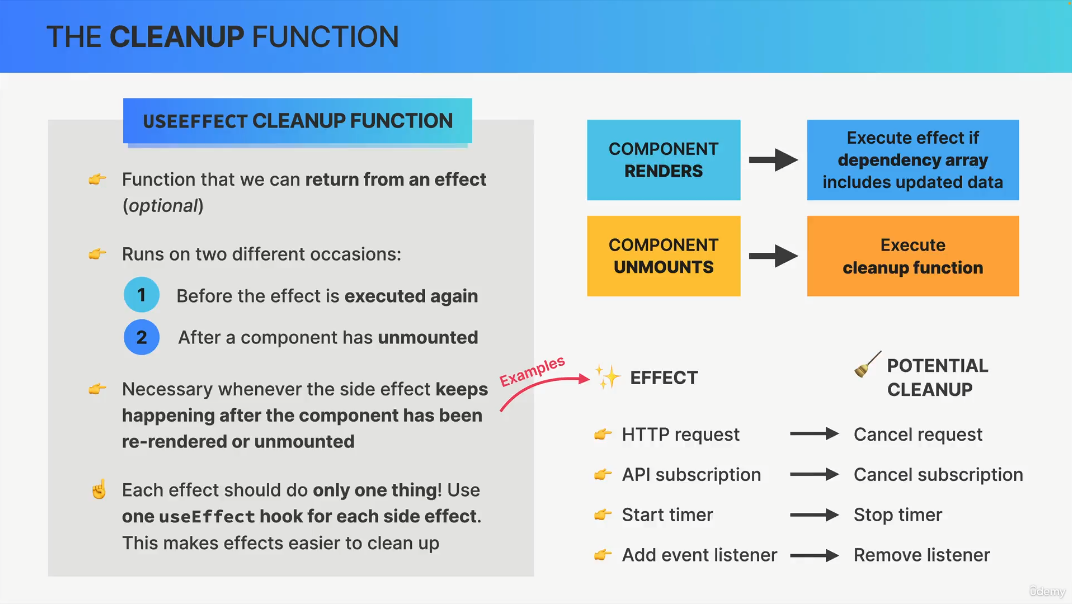 THE CLEANUP FUNCTION
USEEFFECT CLEANUP FUNCTION
👉 Function that we can return from an effect
(optional)
👉 Runs on two different occasions:
1 Before the effect is executed again
2 After a component has unmounted
👉 Necessary whenever the side effect keeps
happening after the component has been
re-rendered or unmounted
☝️ Each effect should do only one thing! Use
one useEffect hook for each side effect.
This makes effects easier to clean up
COMPONENT
RENDERS
Execute effect if
dependency array
includes updated data
COMPONENT
UNMOUNTS
Execute
cleanup function
Examples
✨ EFFECT
🧹 POTENTIAL
CLEANUP
👉 HTTP request
Cancel request
👉 API subscription
Cancel subscription
👉 Start timer
Stop timer
👉 Add event listener
Remove listener
ûdemy